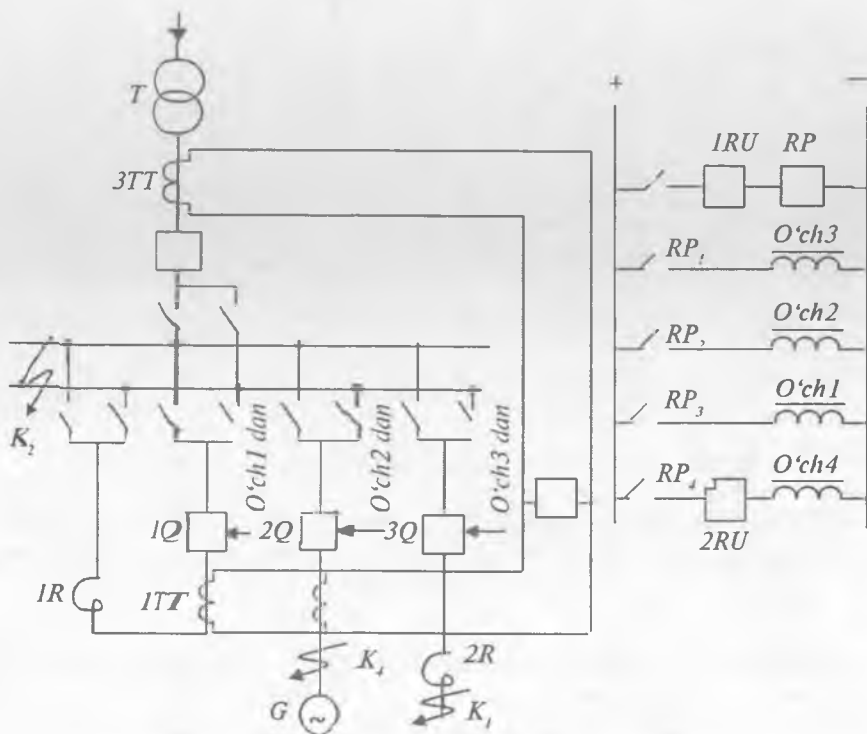 T
3TT
K₂
1Q
O‘ch1 dan
2Q
O‘ch2 dan
3Q
O‘ch3 dan
1R
1TT
K₄
2R
G
~
K₁
+
—
1RU
RP
RP₁
O‘ch3
RP₂
O‘ch2
RP₃
O‘ch1
RP₄
O‘ch4
2RU